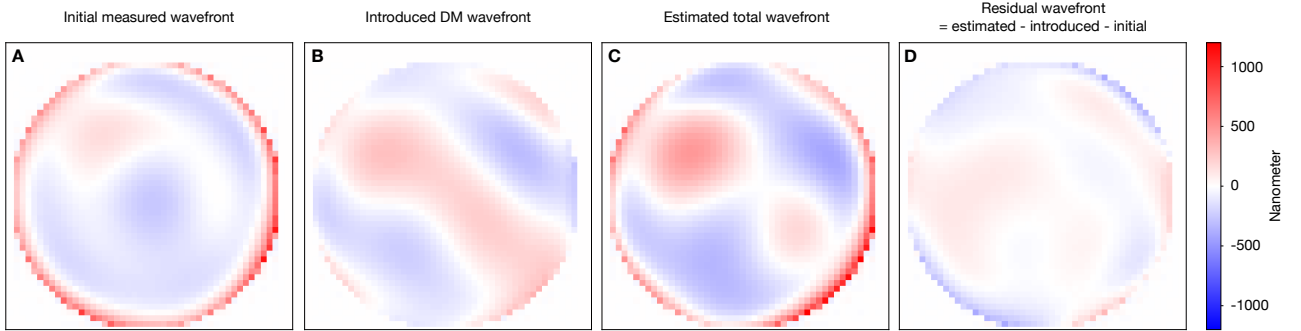 Initial measured wavefront
Introduced DM wavefront
Estimated total wavefront
Residual wavefront
= estimated - introduced - initial
A
B
C
D
1000
500
0
-500
-1000
Nanometer